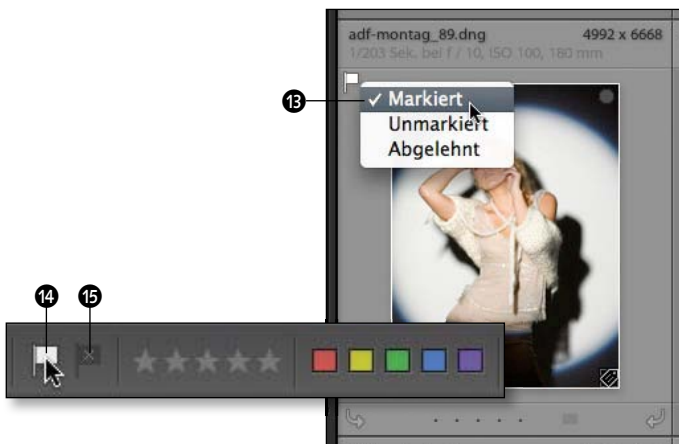 adf-montag_89.dng 4992 x 6668
1/203 Sek. bei f / 10, ISO 100, 180 mm
13 Markiert
Unmarkiert
Abgelehnt
14 15